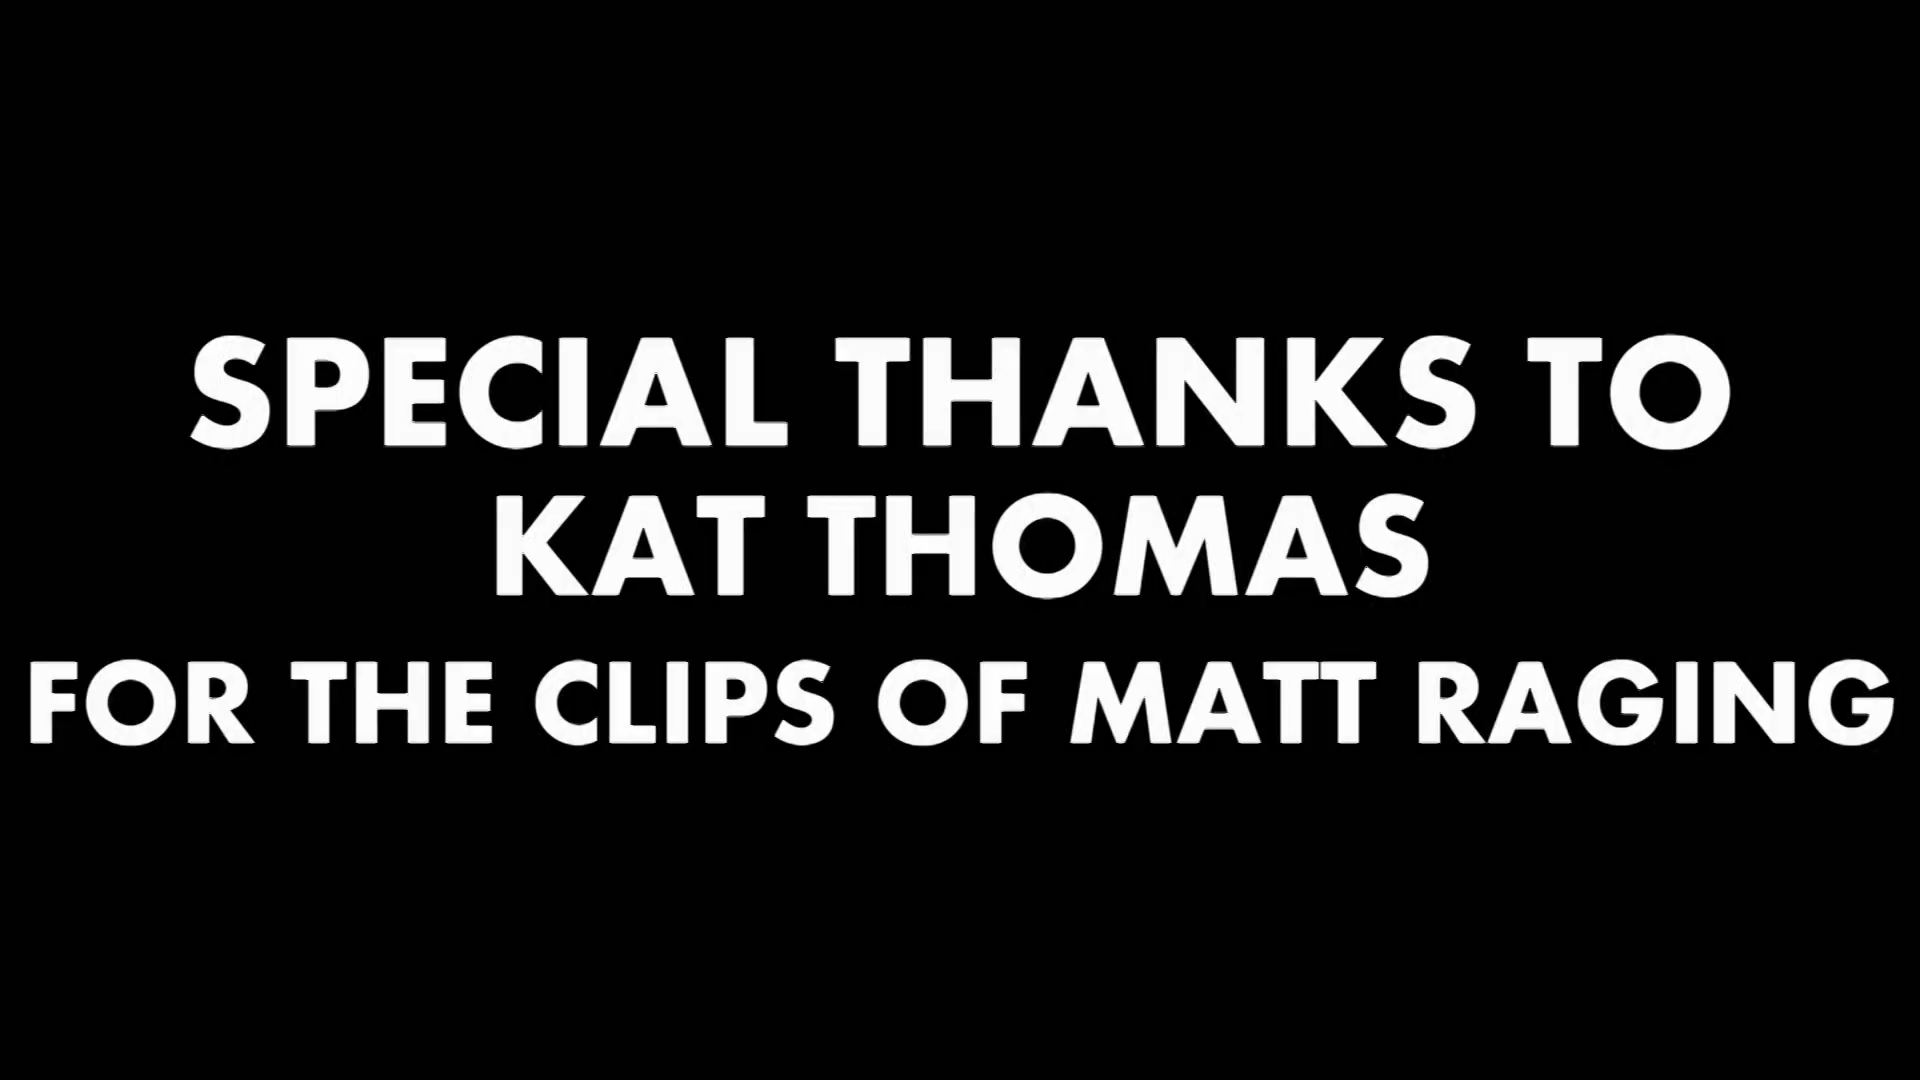 SPECIAL THANKS TO
KAT THOMAS
FOR THE CLIPS OF MATT RAGING